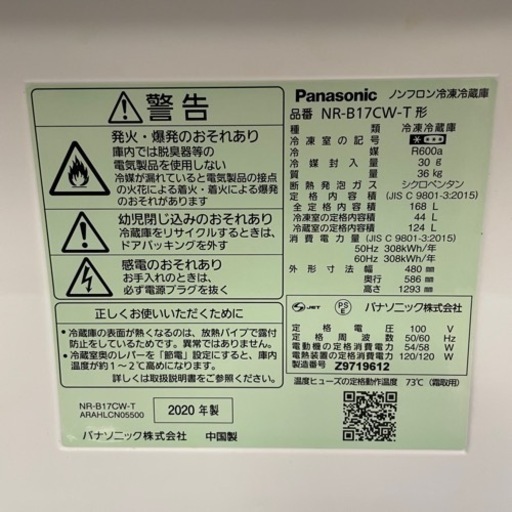 警告
発火・爆発のおそれあり
庫内では脱臭器等の
電気製品を使用しない
冷媒が漏れていると電気製品の接点
の火花による着火・着火による爆発
のおそれがあります
幼児閉じ込みのおそれあり
冷蔵庫をリサイクルするときは、
ドアパッキングを外す
感電のおそれあり
お手入れのときは、
必ず電源プラグを抜く
正しくお使いいただくために
・冷蔵庫の表面が熱くなるのは、放熱パイプで露付
防止をしているためです。異常ではありません。
・冷蔵室奥のレバーを「節電」設定にすると、庫内
温度が約1~2℃高めになります。
詳しくは取扱説明書をご覧ください。
NR-B17CW-T
ARAHLCN05500
2020 年製
パナソニック株式会社 中国製
Panasonic ノンフロン冷凍冷蔵庫
品番 NR-B17CW-T 形
種類 冷凍冷蔵庫
冷凍室の記号
冷媒 R600a
冷媒封入量 30 g
質量 36 kg
断熱発泡ガス シクロペンタン
定格内容積 (JIS C 9801-3:2015)
全定格内容積 168 L
冷凍室の定格内容積 44 L
冷蔵室の定格内容積 124 L
消費電力量 (JIS C 9801-3:2015)
50Hz 308kWh/年
60Hz 308kWh/年
外形寸法 幅 480 mm
奥行 586 mm
高さ 1293 mm
S-JET PSE パナソニック株式会社
定格電圧 100 V
定格周波数 50/60 Hz
電動機の定格消費電力 54/58 W
電熱装置の定格消費電力 120/120 W
製造番号 Z9719612
温度ヒューズの定格動作温度 73℃ (霜取用)